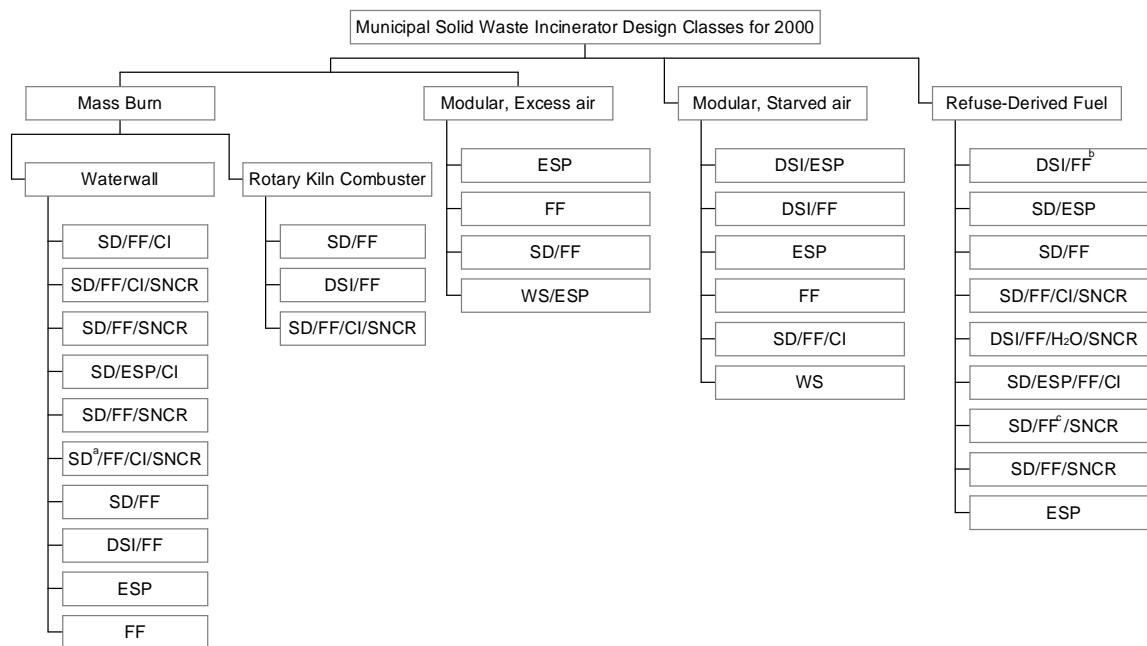 Municipal Solid Waste Incinerator Design Classes for 2000
Mass Burn
Modular, Excess air
Modular, Starved air
Refuse-Derived Fuel
Waterwall
Rotary Kiln Combuster
SD/FF/CI
SD/FF/CI/SNCR
SD/FF/SNCR
SD/ESP/CI
SD/FF/SNCR
SDᵃ/FF/CI/SNCR
SD/FF
DSI/FF
ESP
FF
SD/FF
DSI/FF
SD/FF/CI/SNCR
ESP
FF
SD/FF
WS/ESP
DSI/ESP
DSI/FF
ESP
FF
SD/FF/CI
WS
DSI/FFᵇ
SD/ESP
SD/FF
SD/FF/CI/SNCR
DSI/FF/H₂O/SNCR
SD/ESP/FF/CI
SD/FFᶜ/SNCR
SD/FF/SNCR
ESP